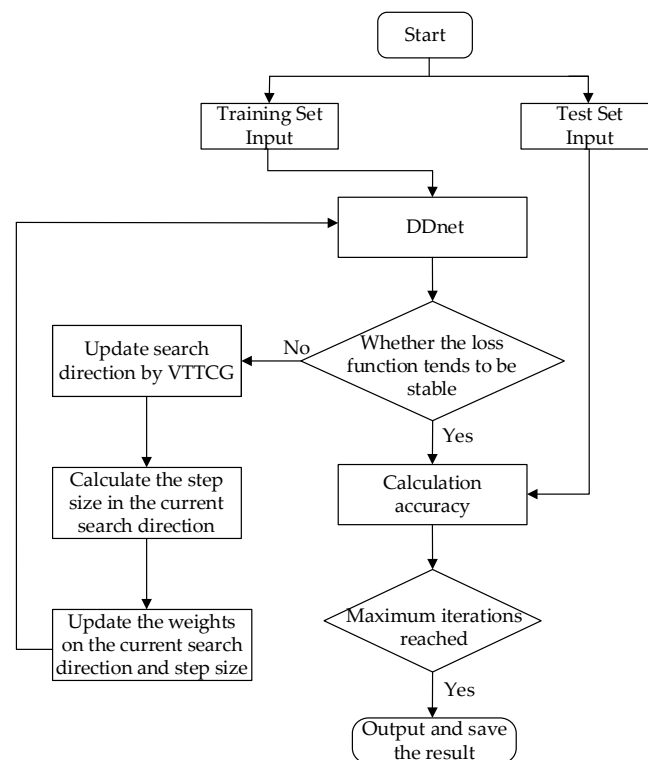 Start
Training Set
Input
Test Set
Input
DDnet
Whether the loss
function tends to be
stable
No
Update search
direction by VTTCG
Yes
Calculate the step
size in the current
search direction
Calculation
accuracy
Update the weights
on the current search
direction and step size
Maximum iterations
reached
Yes
Output and save
the result